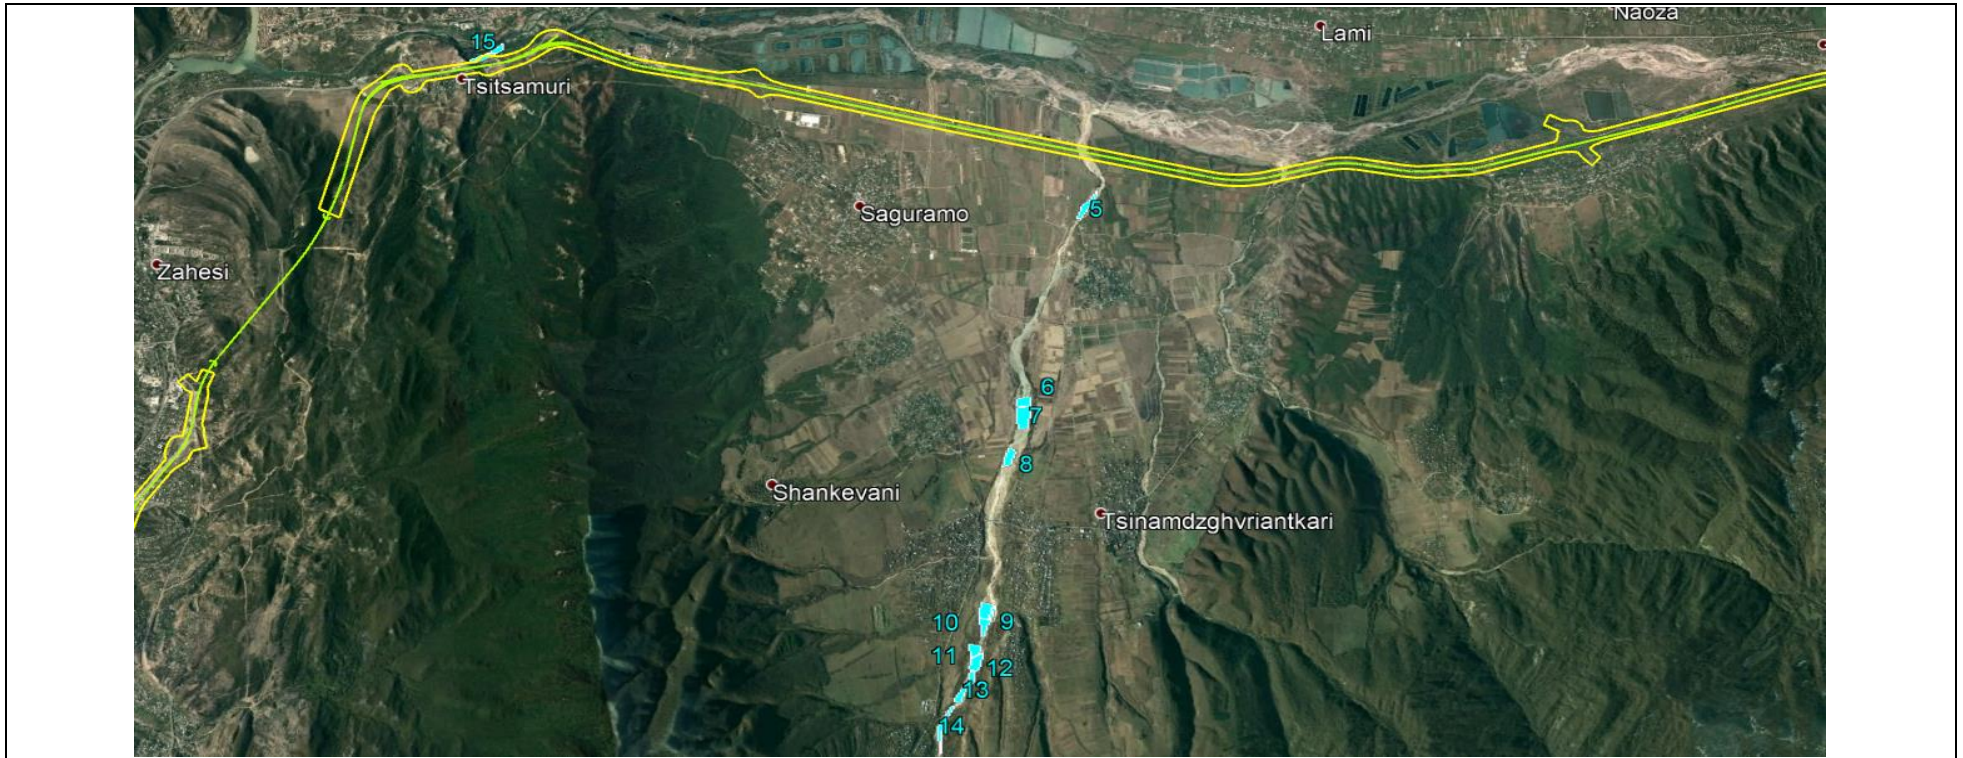 Naoza
Lami
15
Tsitsamuri
5
Saguramo
Zahesi
6
7
8
Shankevani
Tsinamdzghvriantkari
10
9
11
12
13
14